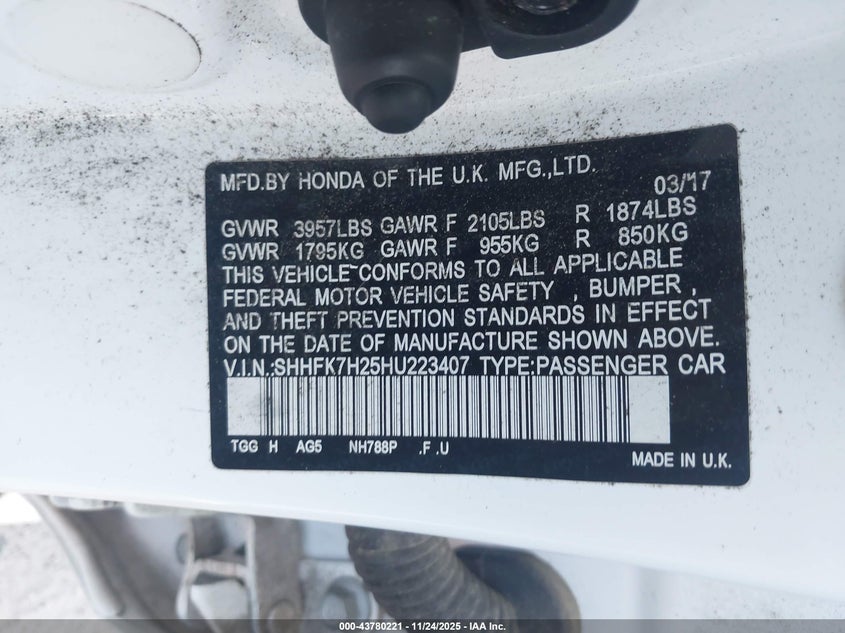 MFD.BY HONDA OF THE U.K. MFG.,LTD. 03/17
GVWR 3957LBS GAWR F 2105LBS R 1874LBS
GVWR 1795KG GAWR F 955KG R 850KG
THIS VEHICLE CONFORMS TO ALL APPLICABLE
FEDERAL MOTOR VEHICLE SAFETY , BUMPER ,
AND THEFT PREVENTION STANDARDS IN EFFECT
ON THE DATE OF MANUFACTURE SHOWN ABOVE.
V.I.N.:SHHFK7H25HU223407 TYPE:PASSENGER CAR
TGG H AG5 NH788P .F .U
MADE IN U.K.
000-43780221 - 11/24/2025 - IAA Inc.